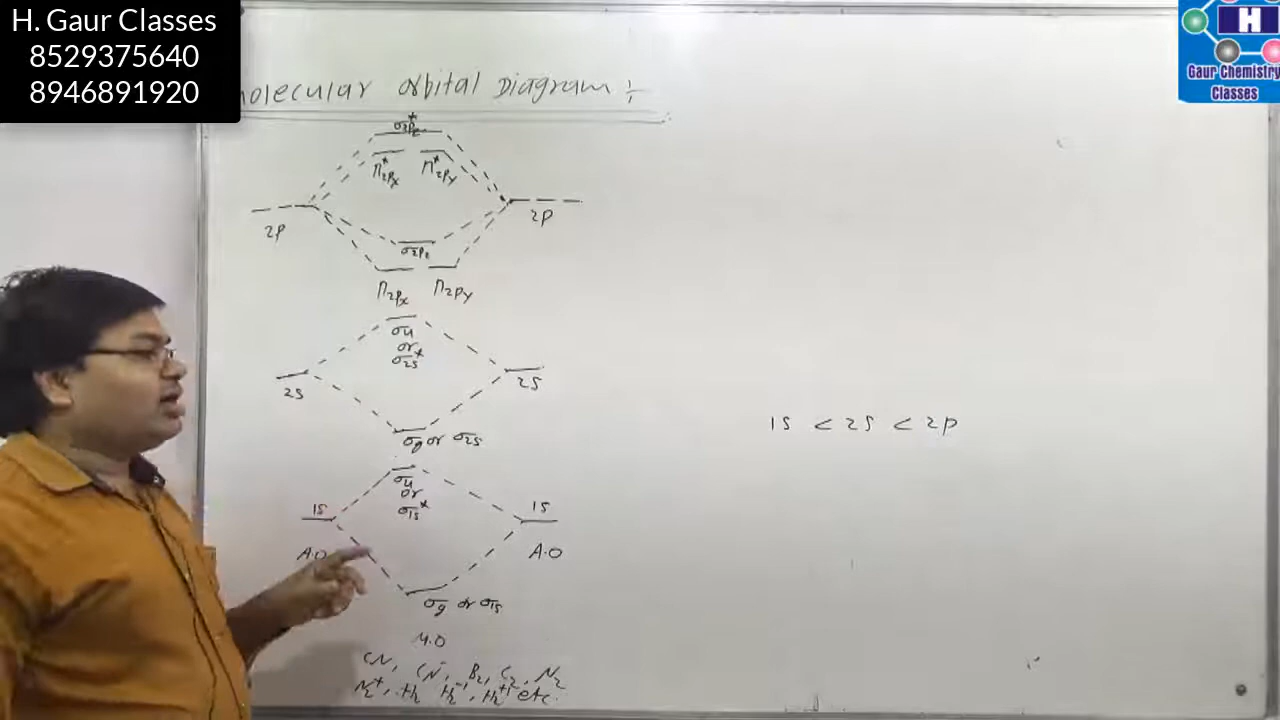 H. Gaur Classes
8529375640
8946891920
H
Gaur Chemistry
Classes
molecular orbital Diagram :-
σ*2pz
π*2px π*2py
2p 2p
σ2pz
π2px π2py
σu
or
σ*2s
2s 2s
σg or σ2s
σu
or
σ*1s
1s 1s
A.O A.O
σg or σ1s
M.O
1s < 2s < 2p
CN, CN⁻, B2, C2, N2
N2⁺, H2 H2⁻, H2⁺ etc.